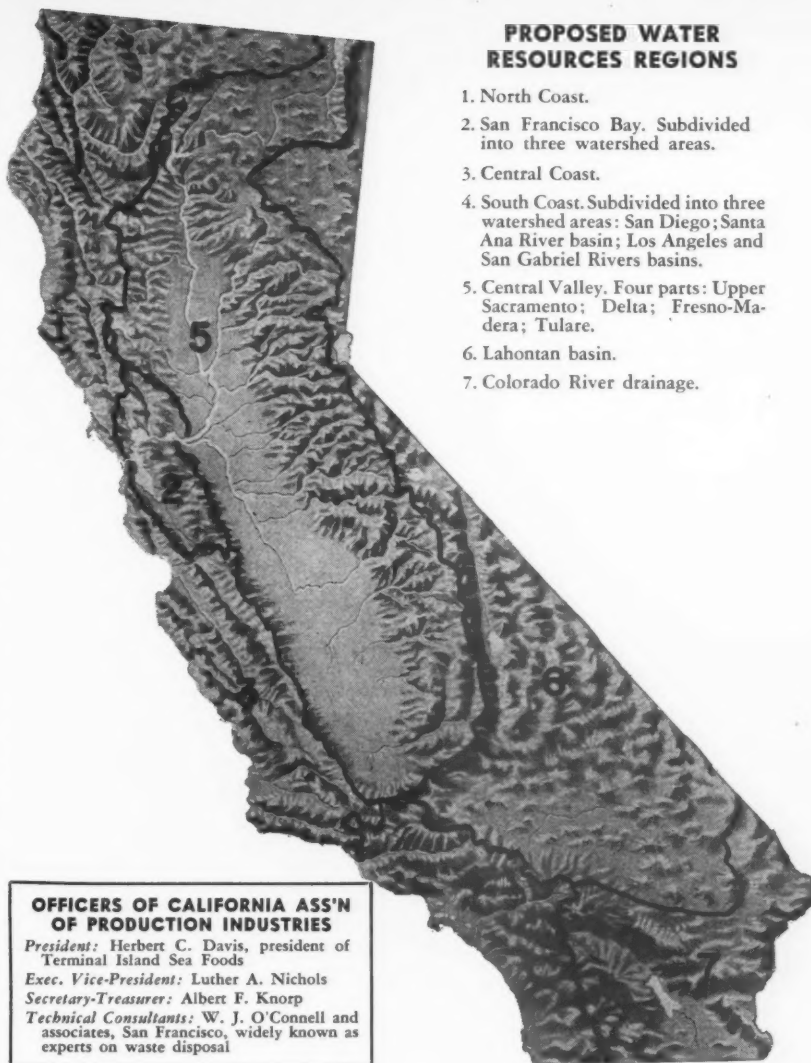 PROPOSED WATER
RESOURCES REGIONS
1. North Coast.
2. San Francisco Bay. Subdivided
into three watershed areas.
3. Central Coast.
4. South Coast. Subdivided into three
watershed areas: San Diego; Santa
Ana River basin; Los Angeles and
San Gabriel Rivers basins.
5. Central Valley. Four parts: Upper
Sacramento; Delta; Fresno-Ma-
dera; Tulare.
6. Lahontan basin.
7. Colorado River drainage.
1
5
2
3
6
4
7
OFFICERS OF CALIFORNIA ASS'N
OF PRODUCTION INDUSTRIES
President: Herbert C. Davis, president of
Terminal Island Sea Foods
Exec. Vice-President: Luther A. Nichols
Secretary-Treasurer: Albert F. Knorp
Technical Consultants: W. J. O'Connell and
associates, San Francisco, widely known as
experts on waste disposal